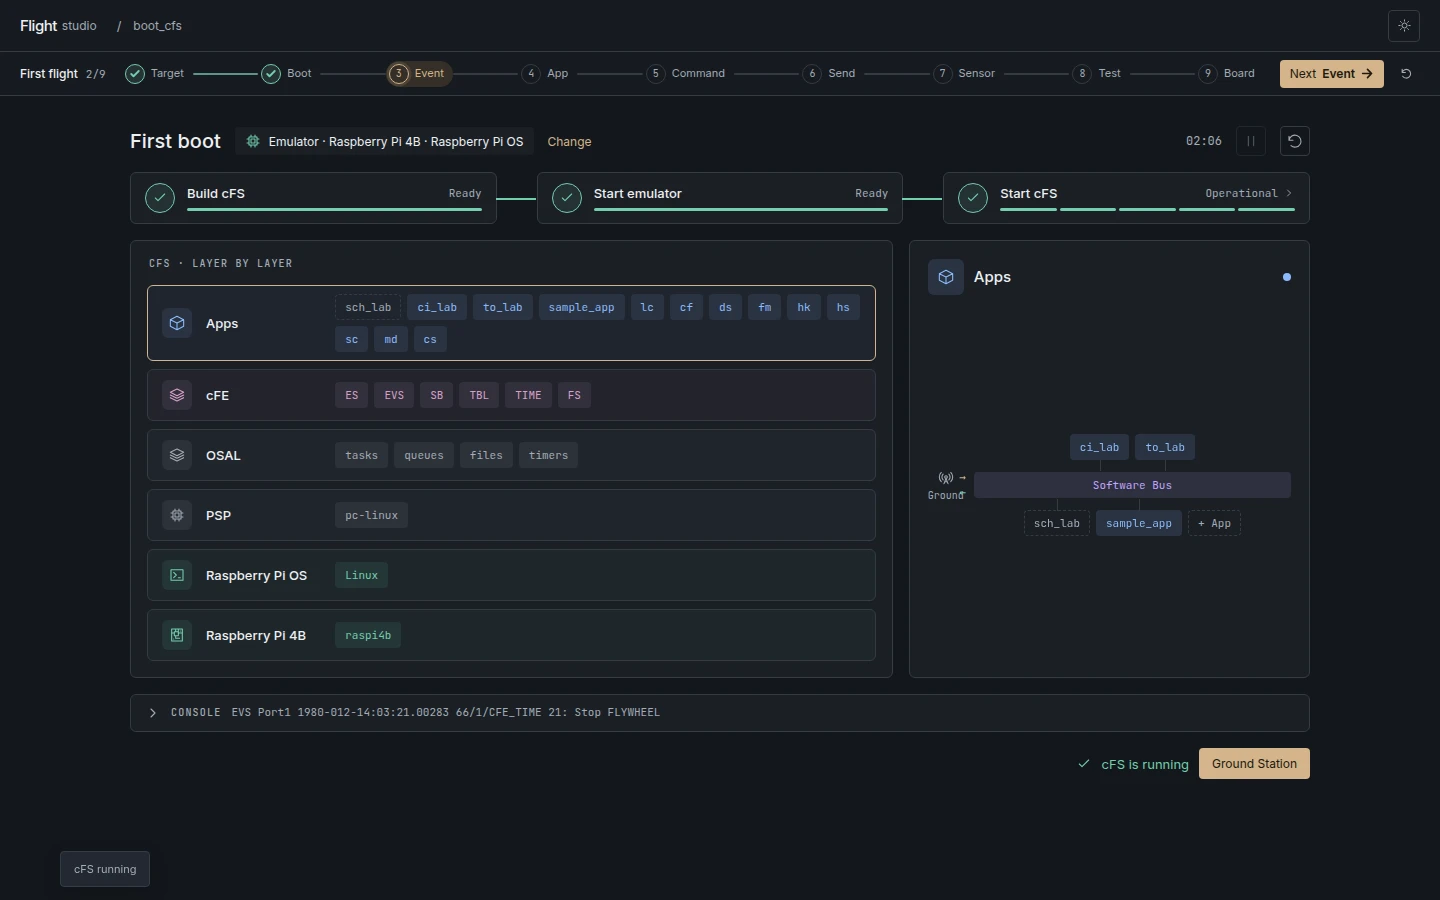 Flight studio / boot_cfs
First flight 2/9 Target Boot 3 Event 4 App 5 Command 6 Send 7 Sensor 8 Test 9 Board Next Event →
First boot Emulator · Raspberry Pi 4B · Raspberry Pi OS Change 02:06
Build cFS Ready
Start emulator Ready
Start cFS Operational
CFS · LAYER BY LAYER
Apps
sch_lab ci_lab to_lab sample_app lc cf ds fm hk hs
sc md cs
cFE ES EVS SB TBL TIME FS
OSAL tasks queues files timers
PSP pc-linux
Raspberry Pi OS Linux
Raspberry Pi 4B raspi4b
Apps
ci_lab to_lab
Software Bus
Ground
sch_lab sample_app + App
CONSOLE EVS Port1 1980-012-14:03:21.00283 66/1/CFE_TIME 21: Stop FLYWHEEL
cFS is running Ground Station
cFS running